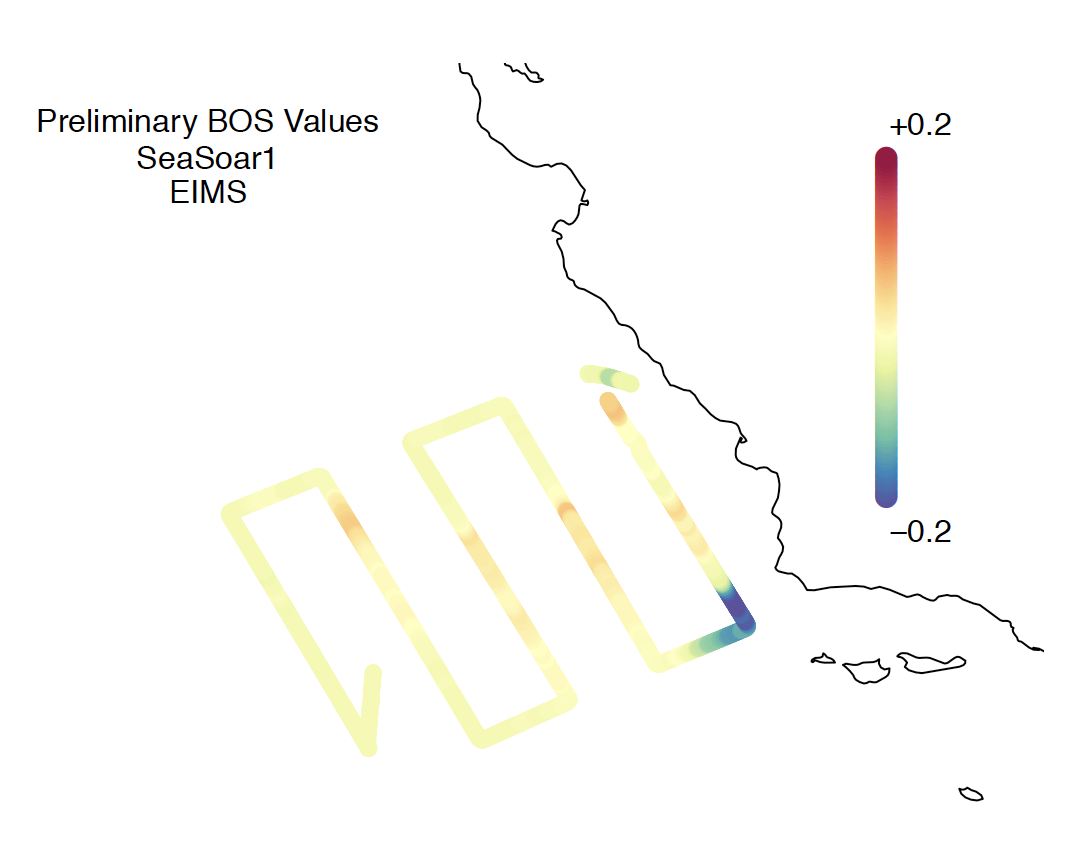 Preliminary BOS Values
SeaSoar1
EIMS
+0.2
−0.2